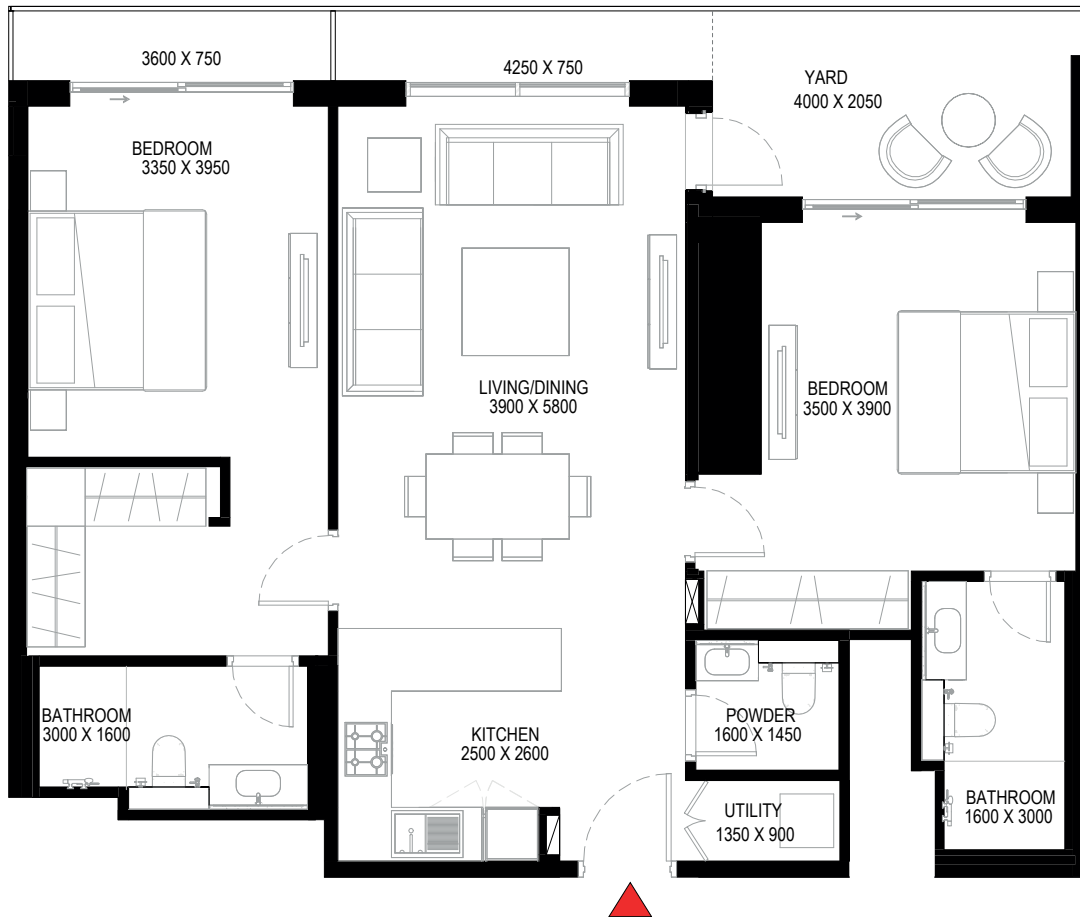 3600 X 750
4250 X 750
YARD
4000 X 2050
BEDROOM
3350 X 3950
LIVING/DINING
3900 X 5800
BEDROOM
3500 X 3900
BATHROOM
3000 X 1600
KITCHEN
2500 X 2600
POWDER
1600 X 1450
UTILITY
1350 X 900
BATHROOM
1600 X 3000